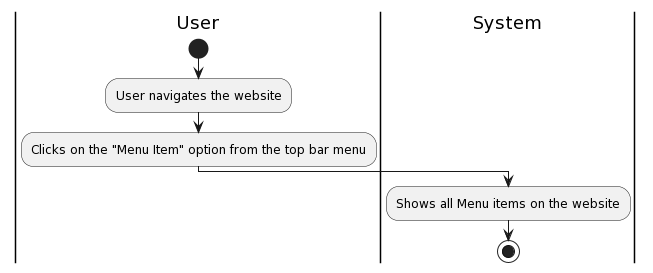 User
System
User navigates the website
Clicks on the "Menu Item" option from the top bar menu
Shows all Menu items on the website